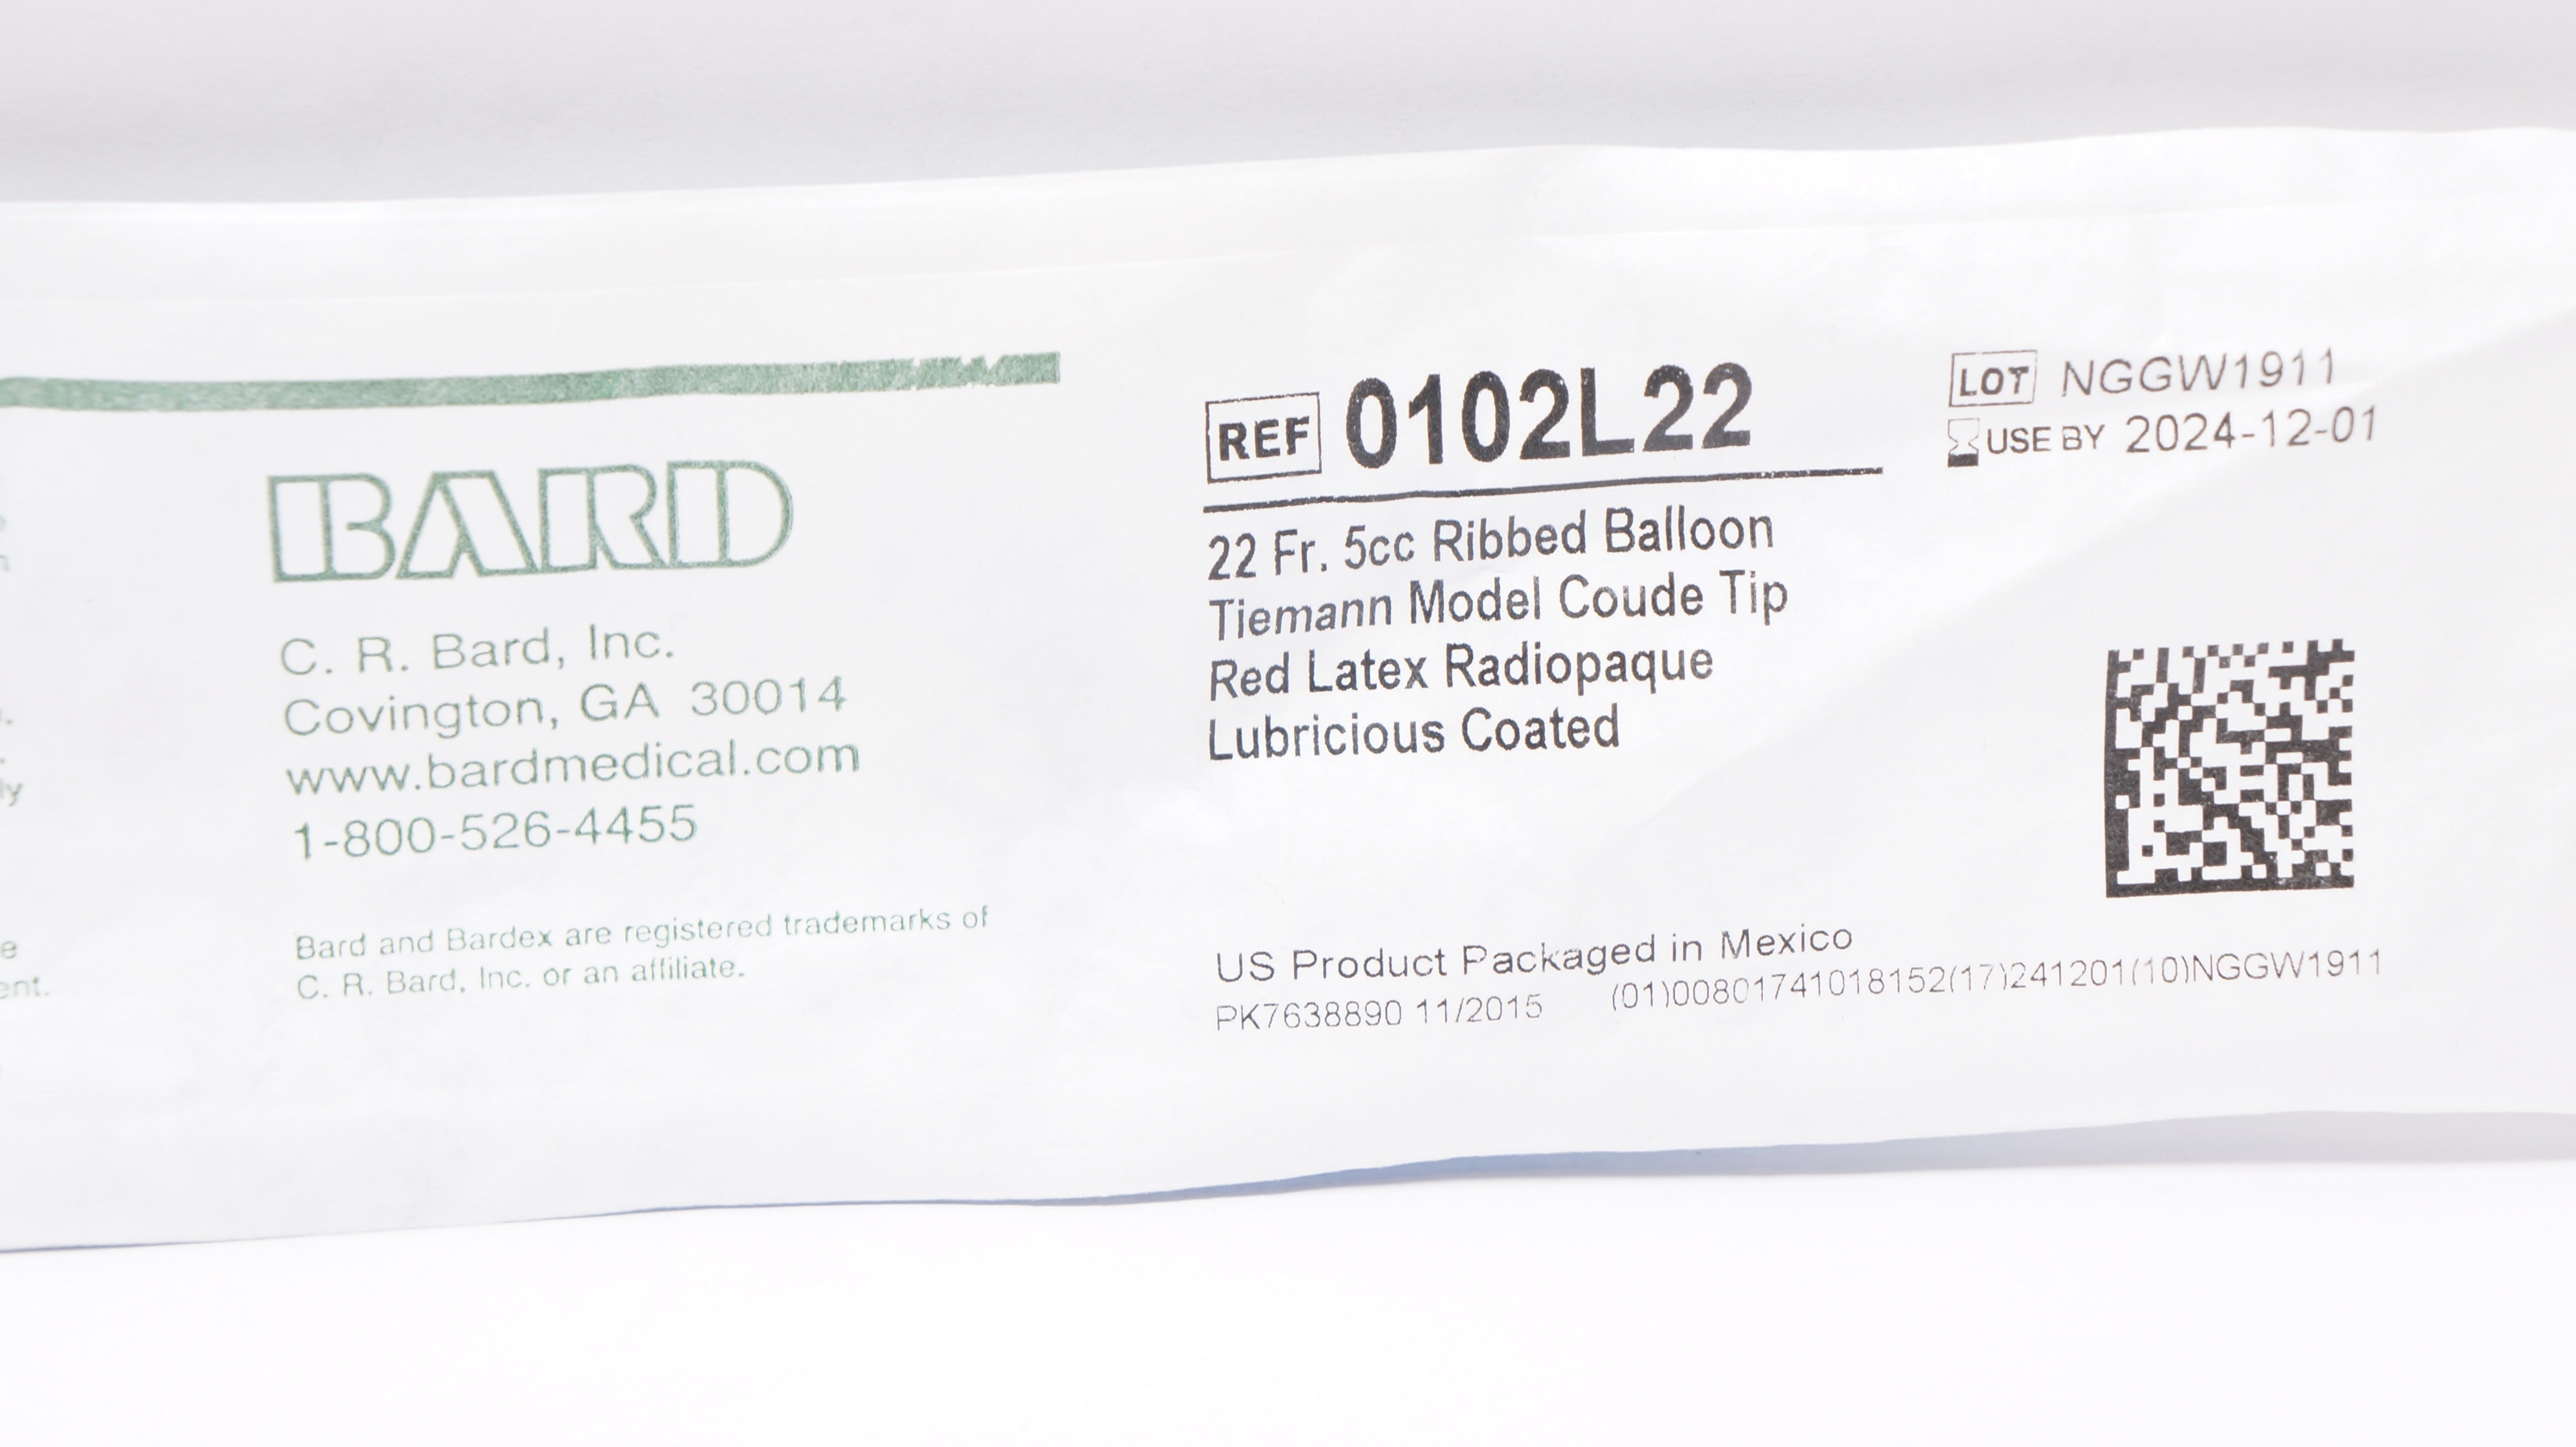 BARD
C. R. Bard, Inc.
Covington, GA 30014
www.bardmedical.com
1-800-526-4455
Bard and Bardex are registered trademarks of
C. R. Bard, Inc. or an affiliate.
REF 0102L22
22 Fr. 5cc Ribbed Balloon
Tiemann Model Coude Tip
Red Latex Radiopaque
Lubricious Coated
LOT NGGW1911
USE BY 2024-12-01
US Product Packaged in Mexico
PK7638890 11/2015 (01)00801741018152(17)241201(10)NGGW1911